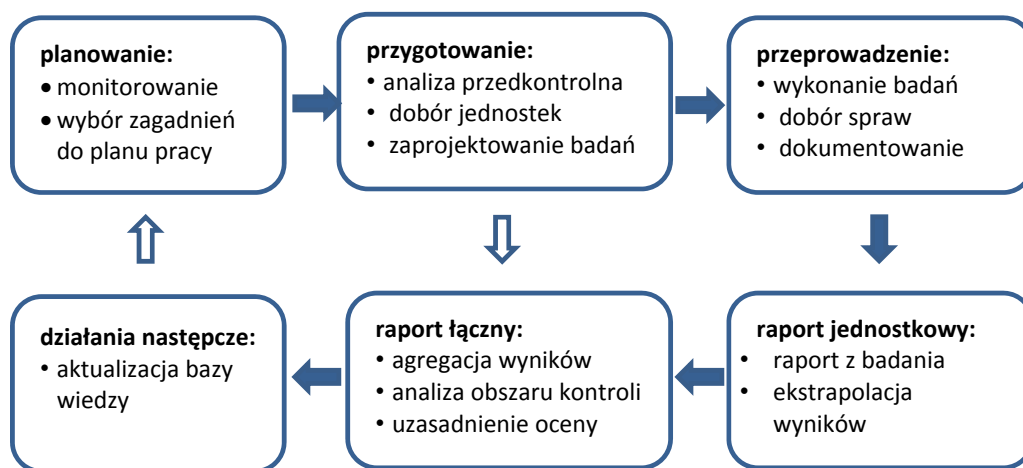 planowanie:
• monitorowanie
• wybór zagadnień
do planu pracy
przygotowanie:
• analiza przedkontrolna
• dobór jednostek
• zaprojektowanie badań
przeprowadzenie:
• wykonanie badań
• dobór spraw
• dokumentowanie
działania następcze:
• aktualizacja bazy
wiedzy
raport łączny:
• agregacja wyników
• analiza obszaru kontroli
• uzasadnienie oceny
raport jednostkowy:
• raport z badania
• ekstrapolacja
wyników